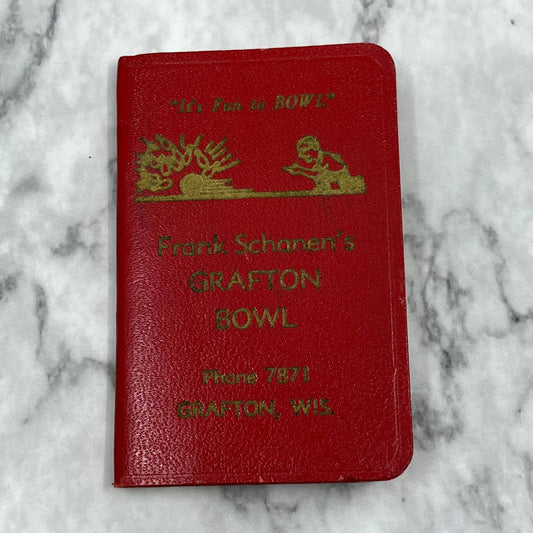 "It's Fun to BOWL"
Frank Schanen's
GRAFTON
BOWL
Phone 7871
GRAFTON, WIS.